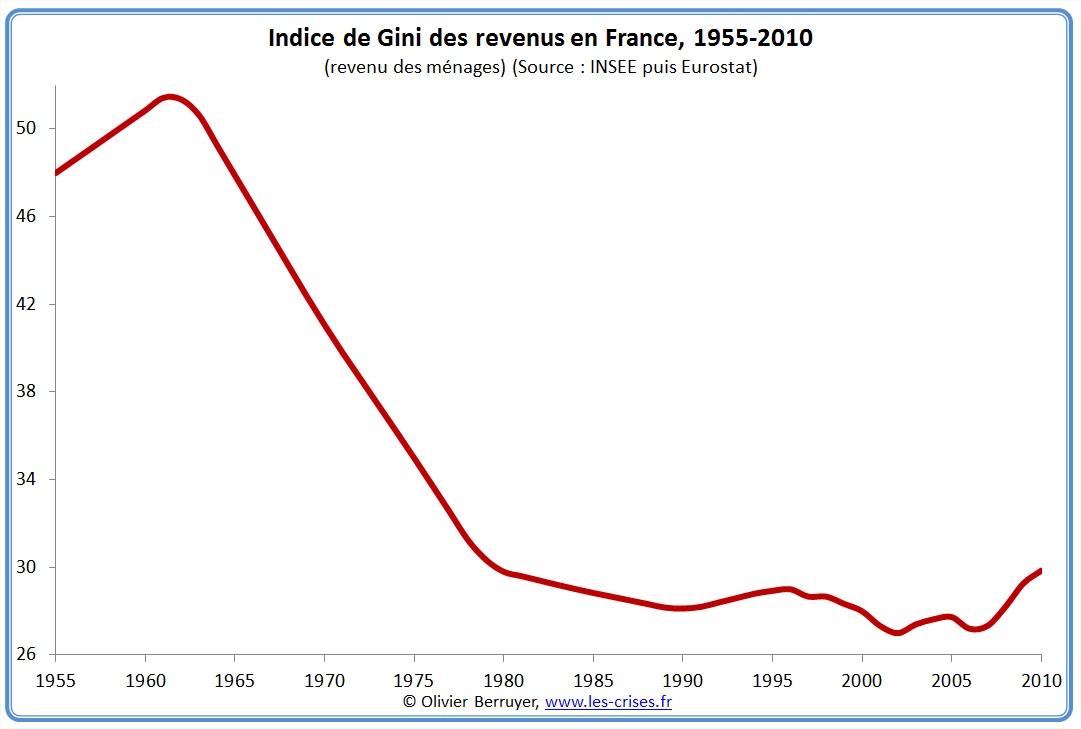 Indice de Gini des revenus en France, 1955-2010
(revenu des ménages) (Source : INSEE puis Eurostat)
50
46
42
38
34
30
26
1955 1960 1965 1970 1975 1980 1985 1990 1995 2000 2005 2010
© Olivier Berruyer, www.les-crises.fr